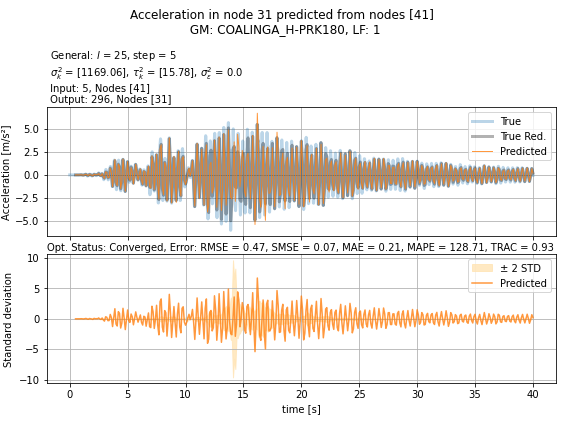 Acceleration in node 31 predicted from nodes [41]
GM: COALINGA_H-PRK180, LF: 1
General: l = 25, step = 5
σ²ₖ = [1169.06], τ²ₖ = [15.78], σ²ε = 0.0
Input: 5, Nodes [41]
Output: 296, Nodes [31]
Acceleration [m/s²]
5.0
2.5
0.0
−2.5
−5.0
True
True Red.
Predicted
Opt. Status: Converged, Error: RMSE = 0.47, SMSE = 0.07, MAE = 0.21, MAPE = 128.71, TRAC = 0.93
Standard deviation
10
5
0
−5
−10
± 2 STD
Predicted
0 5 10 15 20 25 30 35 40
time [s]